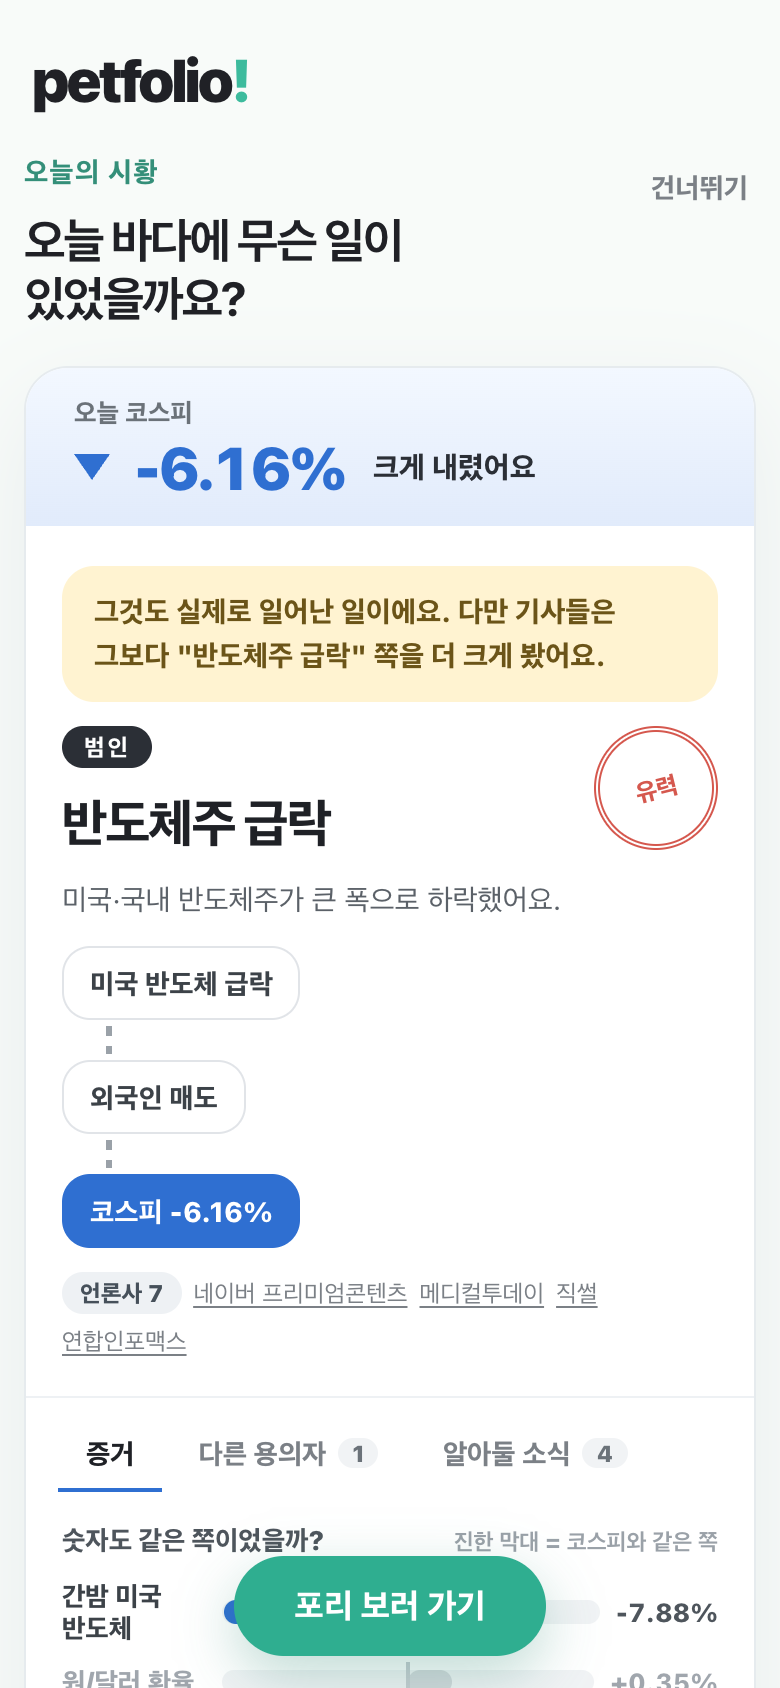 petfolio!
오늘의 시황
건너뛰기
오늘 바다에 무슨 일이
있었을까요?
오늘 코스피
▼ -6.16% 크게 내렸어요
그것도 실제로 일어난 일이에요. 다만 기사들은
그보다 "반도체주 급락" 쪽을 더 크게 봤어요.
범인
유력
반도체주 급락
미국·국내 반도체주가 큰 폭으로 하락했어요.
미국 반도체 급락
외국인 매도
코스피 -6.16%
언론사 7 네이버 프리미엄콘텐츠 메디컬투데이 직썰
연합인포맥스
증거 다른 용의자 1 알아둘 소식 4
숫자도 같은 쪽이었을까? 진한 막대 = 코스피와 같은 쪽
간밤 미국
반도체 -7.88%
포리 보러 가기
원/달러 환율 +0.35%